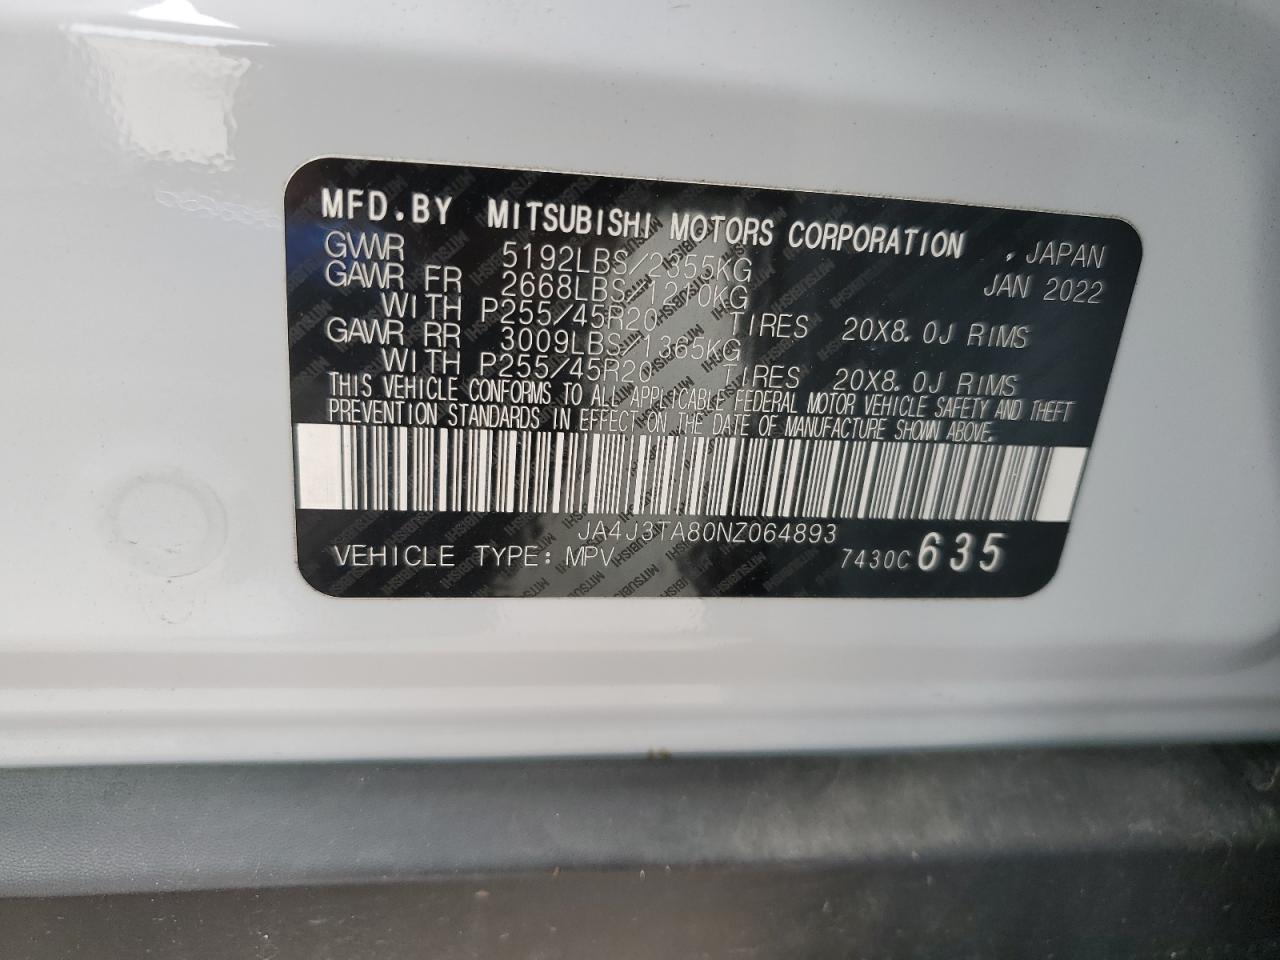 MFD.BY MITSUBISHI MOTORS CORPORATION , JAPAN
GVWR 5192LBS/2355KG JAN 2022
GAWR FR 2668LBS/1210KG
WITH P255/45R20 TIRES 20X8.0J RIMS
GAWR RR 3009LBS/1365KG
WITH P255/45R20 TIRES 20X8.0J RIMS
THIS VEHICLE CONFORMS TO ALL APPLICABLE FEDERAL MOTOR VEHICLE SAFETY AND THEFT
PREVENTION STANDARDS IN EFFECT ON THE DATE OF MANUFACTURE SHOWN ABOVE.
JA4J3TA80NZ064893
VEHICLE TYPE: MPV 7430C 635